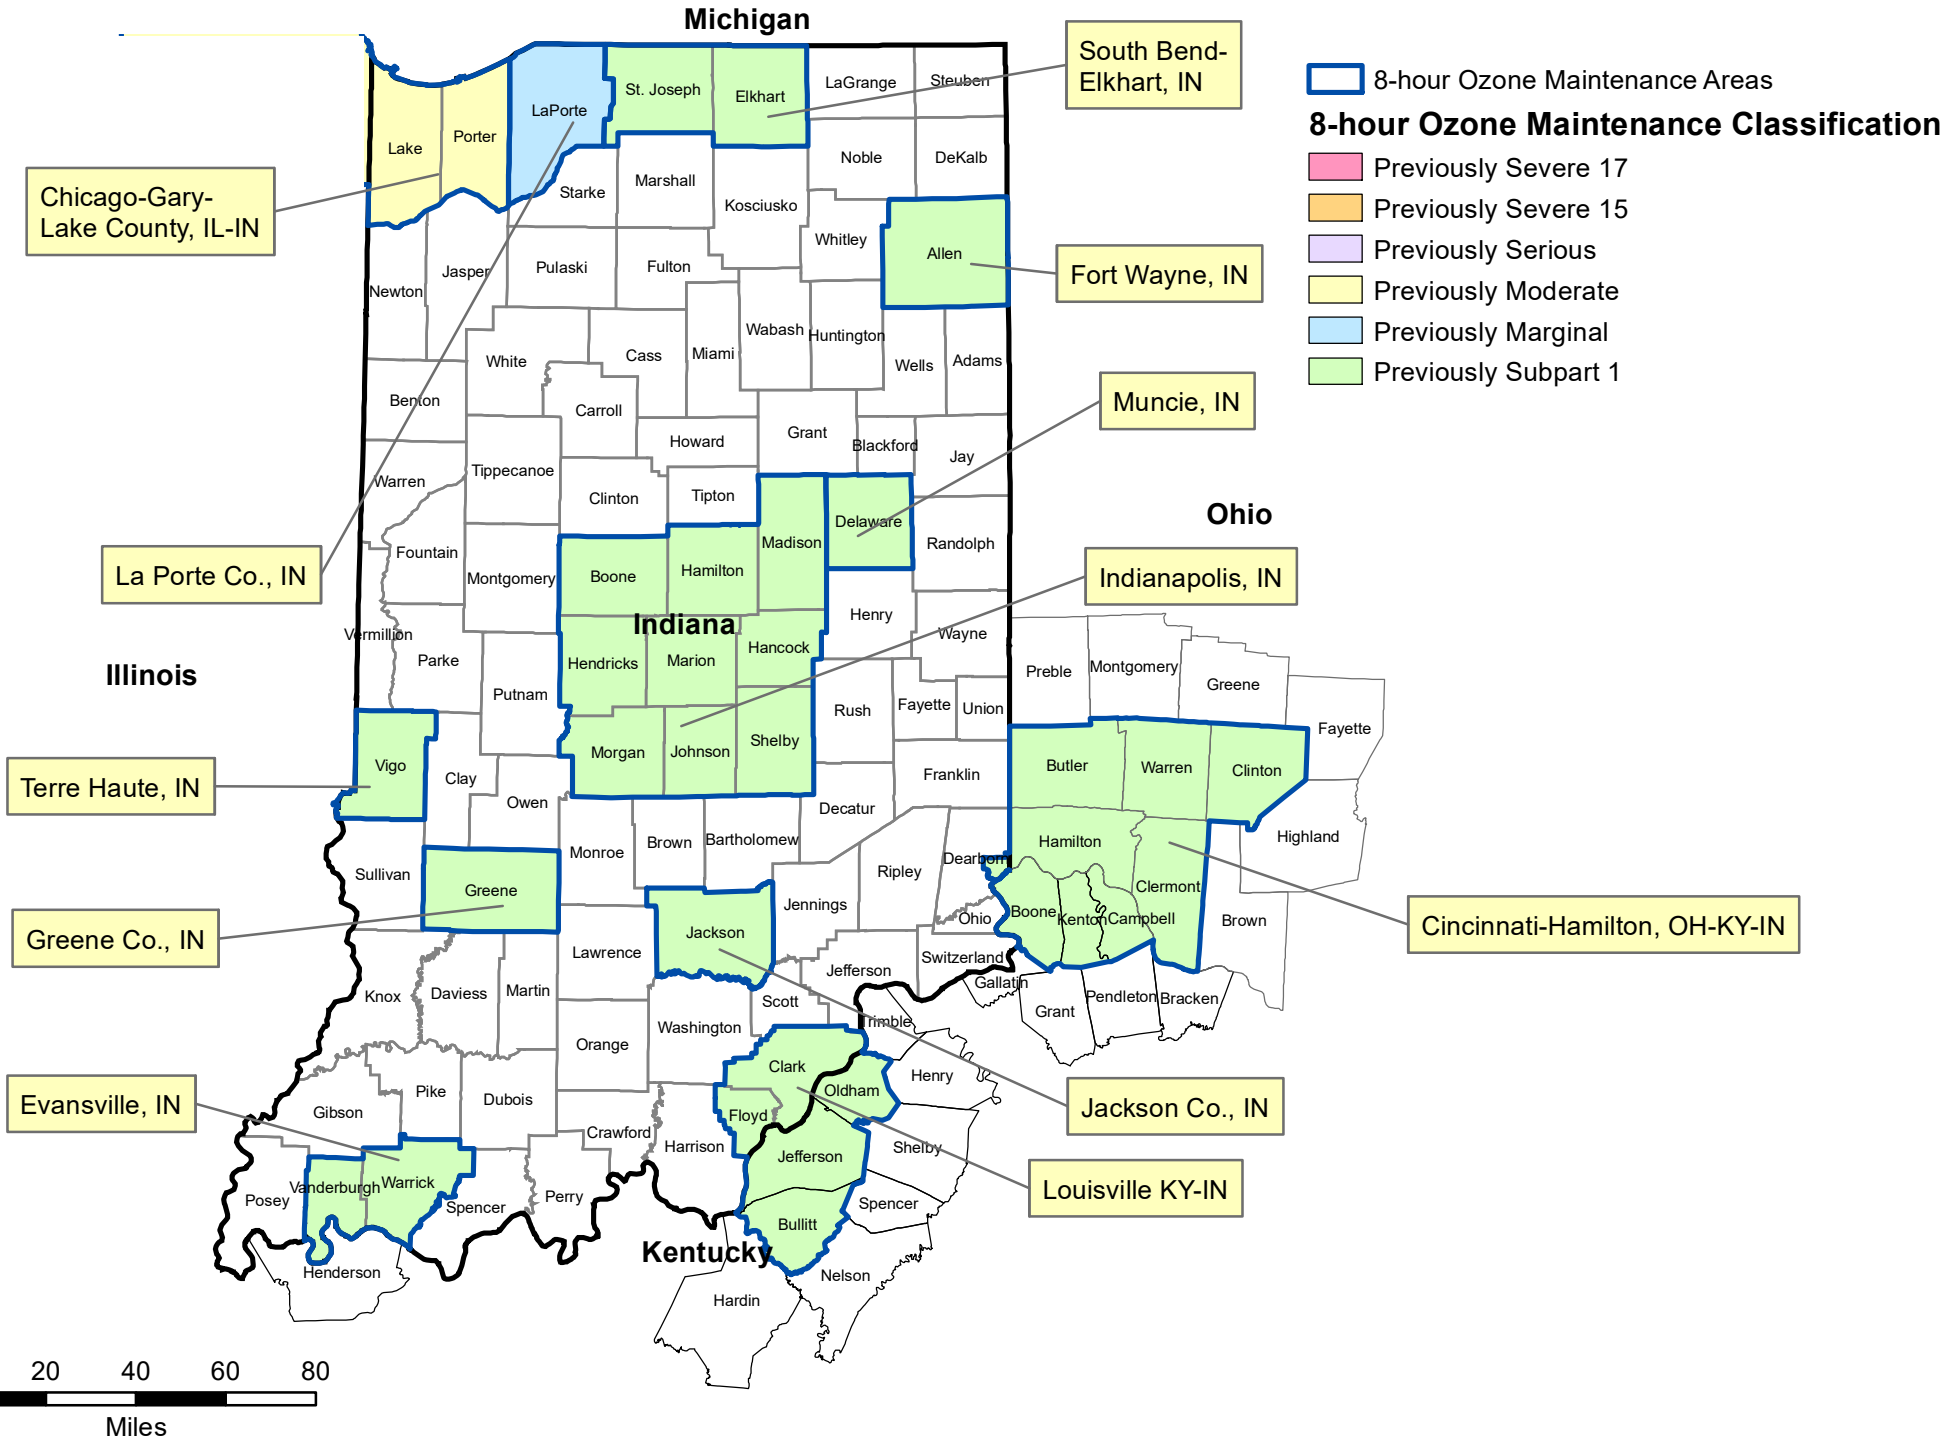 Michigan
South Bend-
Elkhart, IN
8-hour Ozone Maintenance Areas
8-hour Ozone Maintenance Classification
Previously Severe 17
Previously Severe 15
Previously Serious
Previously Moderate
Previously Marginal
Previously Subpart 1
St. Joseph
Elkhart
LaGrange
Steuben
LaPorte
Porter
Lake
Noble
DeKalb
Marshall
Starke
Kosciusko
Chicago-Gary-
Lake County, IL-IN
Whitley
Allen
Fort Wayne, IN
Jasper
Pulaski
Fulton
Newton
Wabash
Huntington
White
Cass
Miami
Wells
Adams
Benton
Carroll
Muncie, IN
Howard
Grant
Blackford
Jay
Tippecanoe
Warren
Clinton
Tipton
Ohio
Delaware
Madison
Randolph
Fountain
Montgomery
Boone
Hamilton
La Porte Co., IN
Indianapolis, IN
Henry
Indiana
Vermillion
Wayne
Parke
Hendricks
Marion
Hancock
Preble
Montgomery
Greene
Illinois
Putnam
Rush
Fayette
Union
Fayette
Morgan
Johnson
Shelby
Vigo
Clay
Franklin
Butler
Warren
Clinton
Terre Haute, IN
Owen
Decatur
Monroe
Brown
Bartholomew
Hamilton
Highland
Dearborn
Sullivan
Ripley
Greene
Clermont
Jennings
Ohio
Boone
Kenton
Campbell
Brown
Cincinnati-Hamilton, OH-KY-IN
Greene Co., IN
Jackson
Lawrence
Switzerland
Jefferson
Gallatin
Knox
Daviess
Martin
Scott
Grant
Pendleton
Bracken
Washington
Trimble
Orange
Clark
Henry
Oldham
Pike
Dubois
Evansville, IN
Gibson
Floyd
Jackson Co., IN
Crawford
Harrison
Shelby
Jefferson
Vanderburgh
Warrick
Louisville KY-IN
Posey
Spencer
Perry
Spencer
Bullitt
Kentucky
Henderson
Nelson
Hardin
20 40 60 80
Miles